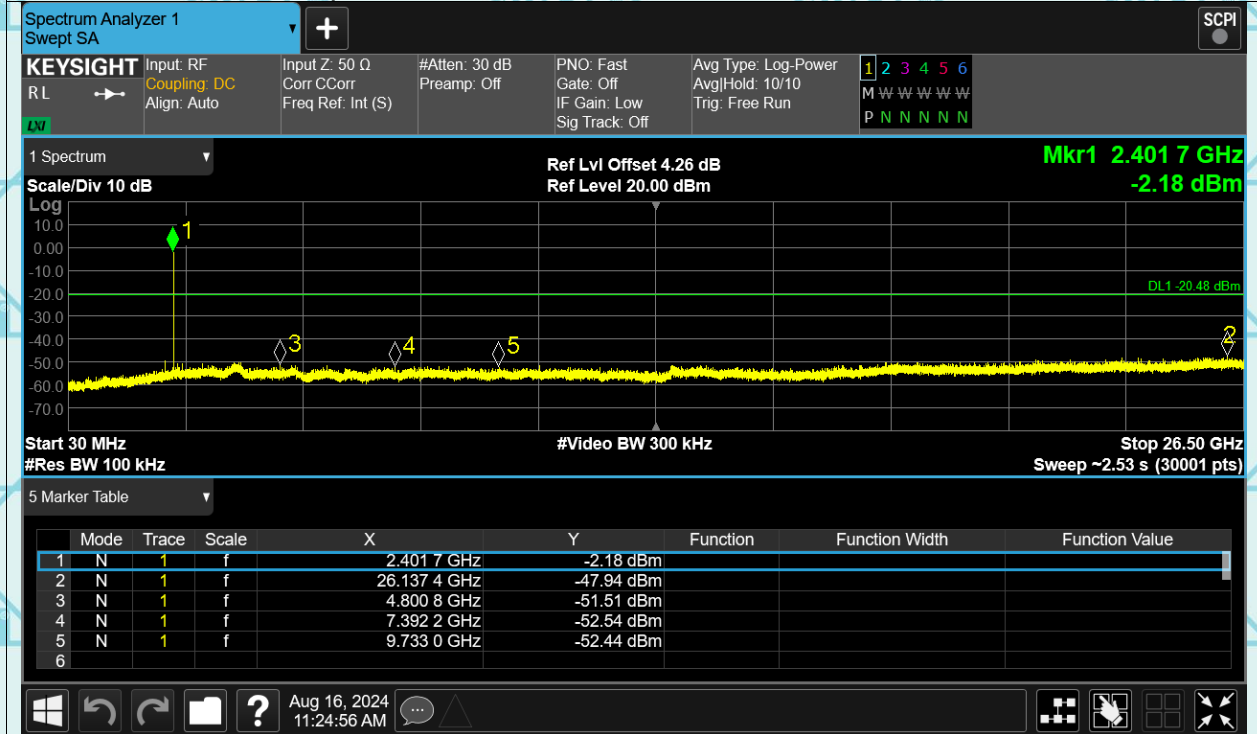 Spectrum Analyzer 1
Swept SA
SCPI
KEYSIGHT
R L
LXI
Input: RF
Coupling: DC
Align: Auto
Input Z: 50 Ω
Corr CCorr
Freq Ref: Int (S)
#Atten: 30 dB
Preamp: Off
PNO: Fast
Gate: Off
IF Gain: Low
Sig Track: Off
Avg Type: Log-Power
Avg|Hold: 10/10
Trig: Free Run
1 2 3 4 5 6
M W W W W W
P N N N N N
1 Spectrum
Scale/Div 10 dB
Ref Lvl Offset 4.26 dB
Ref Level 20.00 dBm
Mkr1 2.401 7 GHz
-2.18 dBm
Log
10.0
0.00
-10.0
-20.0
-30.0
-40.0
-50.0
-60.0
-70.0
1
DL1 -20.48 dBm
3
4
5
2
Start 30 MHz
#Video BW 300 kHz
Stop 26.50 GHz
#Res BW 100 kHz
Sweep ~2.53 s (30001 pts)
5 Marker Table
Mode Trace Scale X Y Function Function Width Function Value
1 N 1 f 2.401 7 GHz -2.18 dBm
2 N 1 f 26.137 4 GHz -47.94 dBm
3 N 1 f 4.800 8 GHz -51.51 dBm
4 N 1 f 7.392 2 GHz -52.54 dBm
5 N 1 f 9.733 0 GHz -52.44 dBm
6
?
Aug 16, 2024
11:24:56 AM